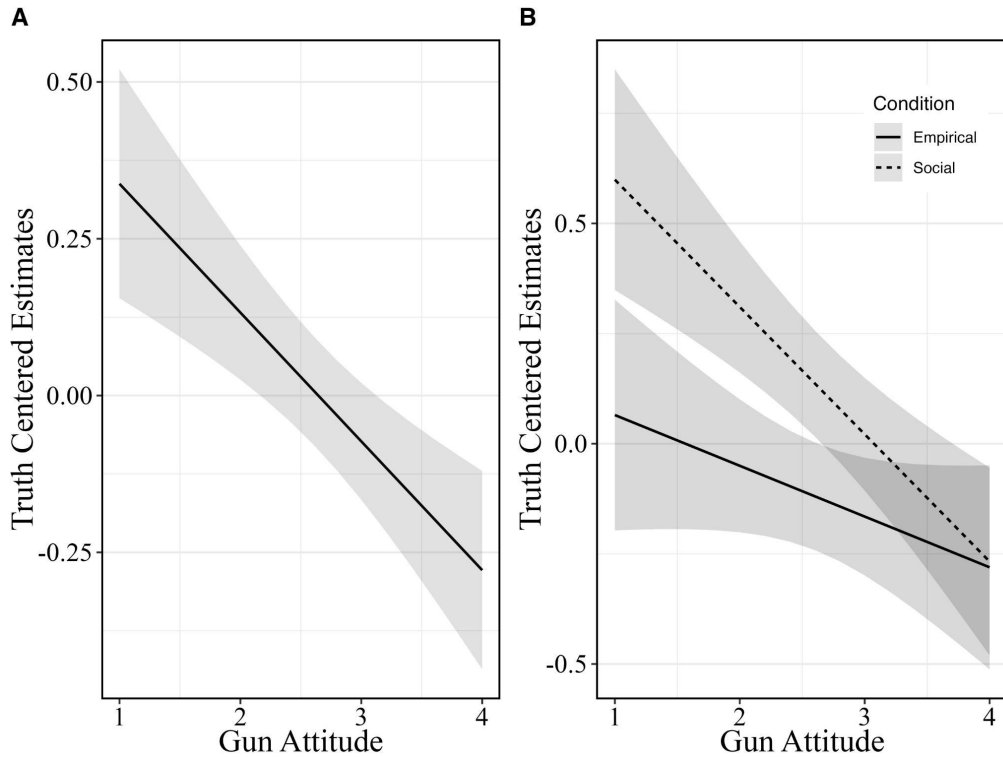 A
Truth Centered Estimates
0.50
0.25
0.00
-0.25
1 2 3 4
Gun Attitude
B
Truth Centered Estimates
0.5
0.0
-0.5
Condition
Empirical
Social
1 2 3 4
Gun Attitude